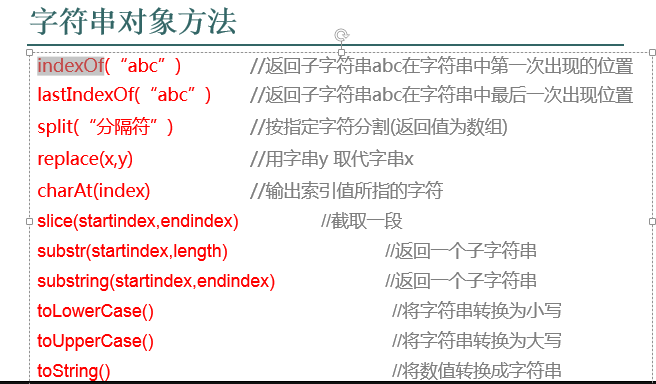 字符串对象方法
indexOf(“abc”) //返回子字符串abc在字符串中第一次出现的位置
lastIndexOf(“abc”) //返回子字符串abc在字符串中最后一次出现位置
split(“分隔符”) //按指定字符分割(返回值为数组)
replace(x,y) //用字串y 取代字串x
charAt(index) //输出索引值所指的字符
slice(startindex,endindex) //截取一段
substr(startindex,length) //返回一个子字符串
substring(startindex,endindex) //返回一个子字符串
toLowerCase() //将字符串转换为小写
toUpperCase() //将字符串转换为大写
toString() //将数值转换成字符串